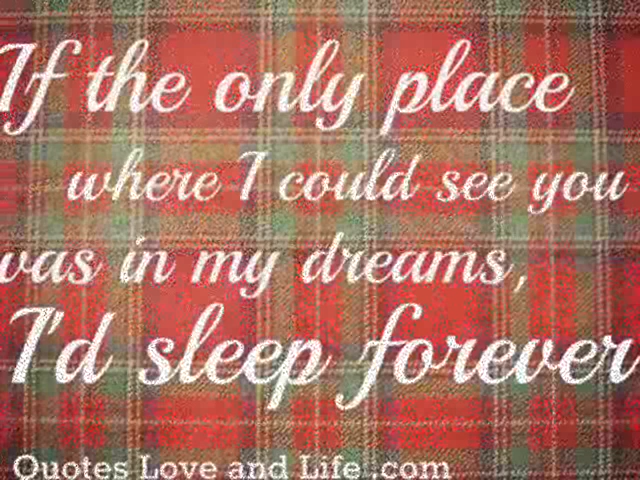 If the only place
where I could see you
was in my dreams,
I'd sleep forever
Quotes Love and Life .com